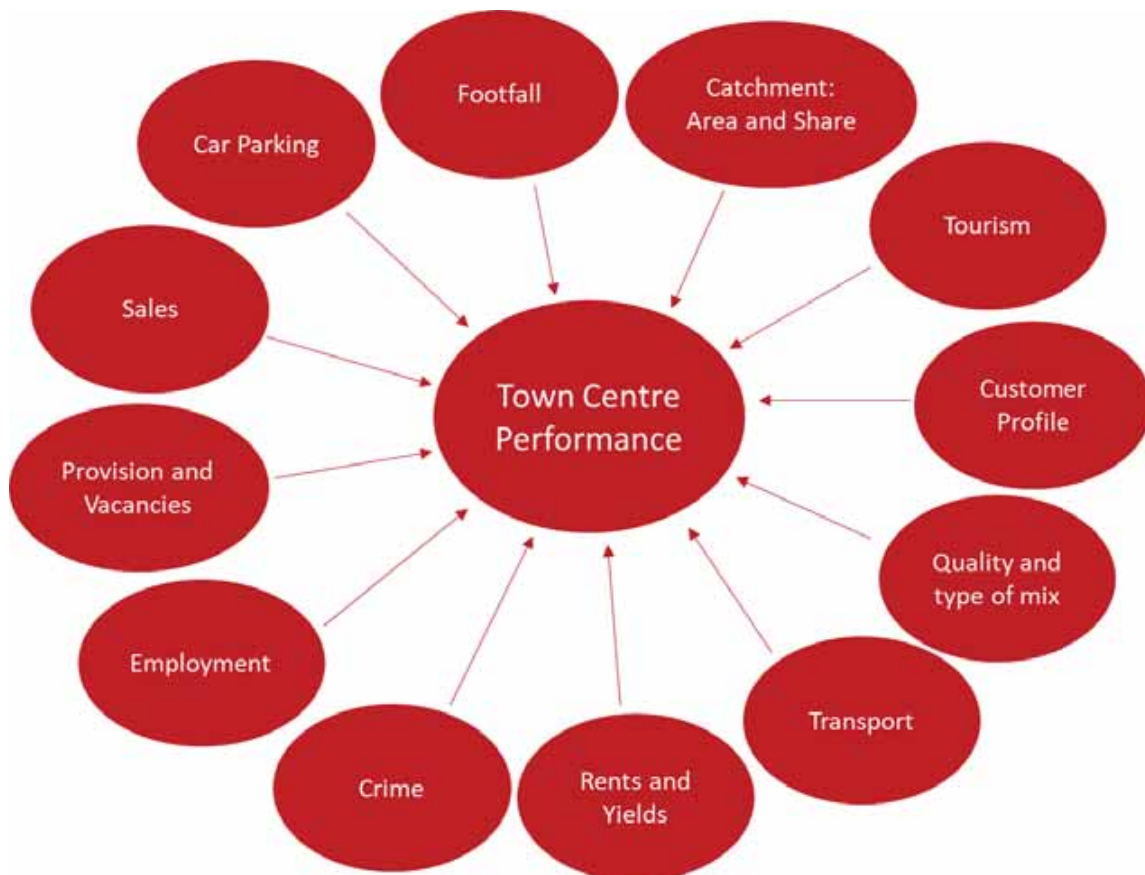 Footfall
Catchment:
Area and Share
Car Parking
Tourism
Sales
Town Centre
Performance
Customer
Profile
Provision and
Vacancies
Quality and
type of mix
Employment
Transport
Crime
Rents and
Yields